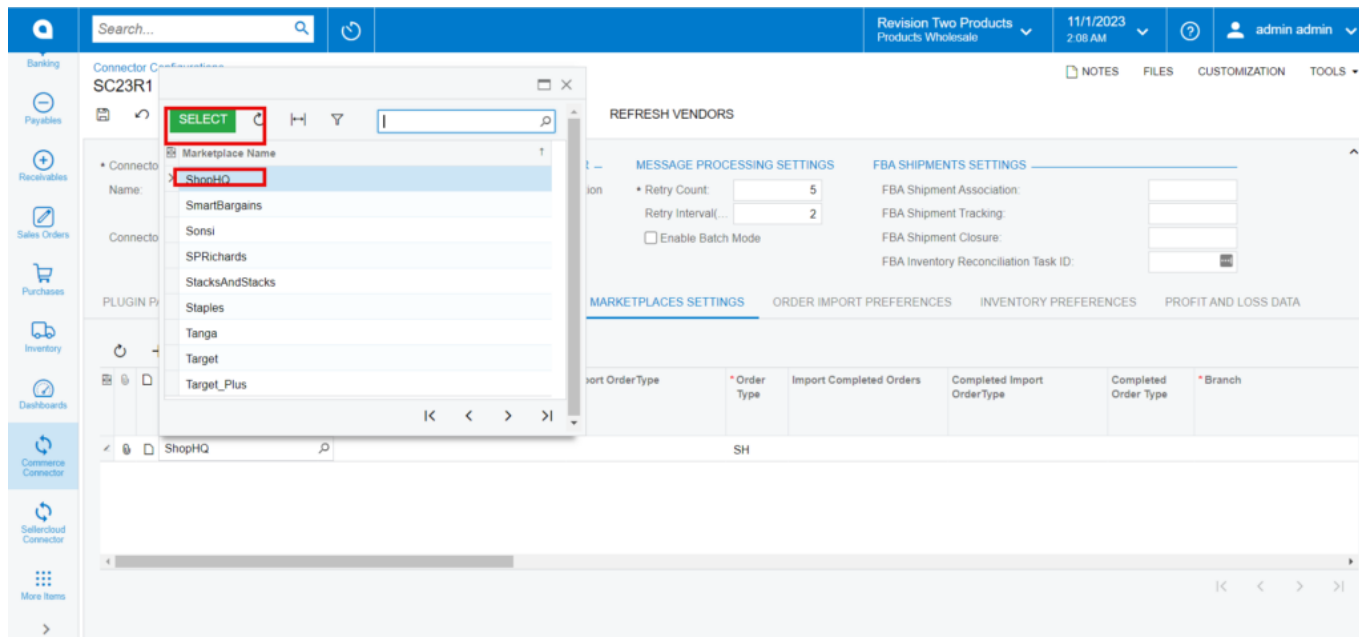 Search...
Revision Two Products
Products Wholesale
11/1/2023
2:08 AM
admin admin
Banking
Payables
Receivables
Sales Orders
Purchases
Inventory
Dashboards
Commerce
Connector
Sellercloud
Connector
More Items
SC23R1
NOTES FILES CUSTOMIZATION TOOLS
REFRESH VENDORS
SELECT
Marketplace Name
ShopHQ
SmartBargains
Sonsi
SPRichards
StacksAndStacks
Staples
Tanga
Target
Target_Plus
Name:
MESSAGE PROCESSING SETTINGS
* Retry Count: 5
Retry Interval(... 2
Enable Batch Mode
FBA SHIPMENTS SETTINGS
FBA Shipment Association:
FBA Shipment Tracking:
FBA Shipment Closure:
FBA Inventory Reconciliation Task ID:
MARKETPLACES SETTINGS ORDER IMPORT PREFERENCES INVENTORY PREFERENCES PROFIT AND LOSS DATA
PLUGIN
OrderType
* Order
Type
Import Completed Orders
Completed Import
OrderType
Completed
Order Type
* Branch
ShopHQ
SH